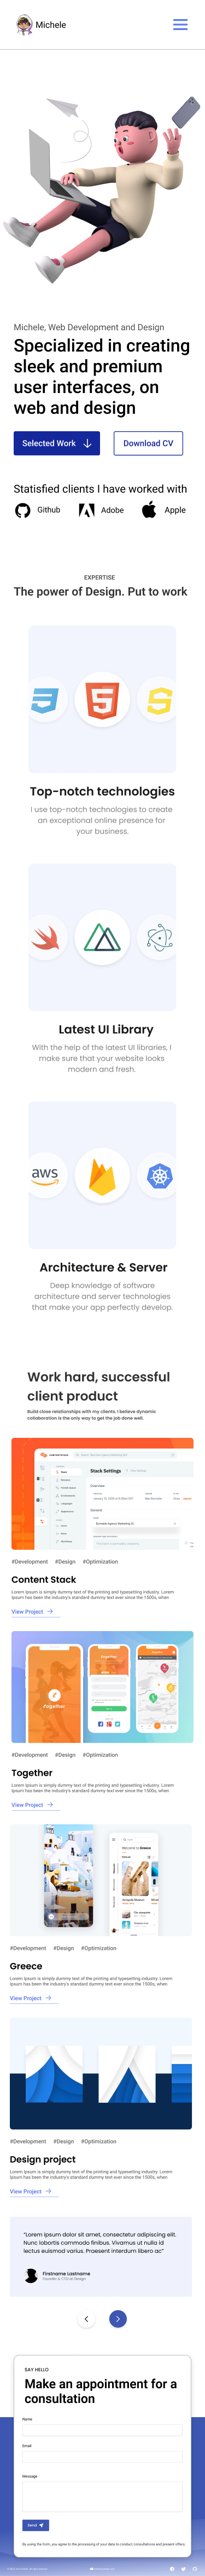 Michele
Michele, Web Development and Design
Specialized in creating
sleek and premium
user interfaces, on
web and design
Selected Work
Download CV
Statisfied clients I have worked with
Github
Adobe
Apple
EXPERTISE
The power of Design. Put to work
Top-notch technologies
I use top-notch technologies to create
an exceptional online presence for
your business.
Latest UI Library
With the help of the latest UI libraries, I
make sure that your website looks
modern and fresh.
aws
Architecture & Server
Deep knowledge of software
architecture and server technologies
that make your app perfectly develop.
Work hard, successful
client product
Build close relationships with my clients. I believe dynamic
collaboration is the only way to get the job done well.
Stack Settings
#Development #Design #Optimization
Content Stack
Lorem Ipsum is simply dummy text of the printing and typesetting industry. Lorem
Ipsum has been the industry's standard dummy text ever since the 1500s, when
View Project
together
#Development #Design #Optimization
Together
Lorem Ipsum is simply dummy text of the printing and typesetting industry. Lorem
Ipsum has been the industry's standard dummy text ever since the 1500s, when
View Project
Welcome to Greece
#Development #Design #Optimization
Greece
Lorem Ipsum is simply dummy text of the printing and typesetting industry. Lorem
Ipsum has been the industry's standard dummy text ever since the 1500s, when
View Project
#Development #Design #Optimization
Design project
Lorem Ipsum is simply dummy text of the printing and typesetting industry. Lorem
Ipsum has been the industry's standard dummy text ever since the 1500s, when
View Project
"Lorem ipsum dolor sit amet, consectetur adipiscing elit.
Nunc lobortis commodo finibus. Vivamus ut nulla id
lectus euismod varius. Praesent interdum libero ac"
Firstname Lastname
Founder & CTO at Design
SAY HELLO
Make an appointment for a
consultation
Name
Email
Message
Send
By using the form, you agree to the processing of your data to conduct consultations and present offers.